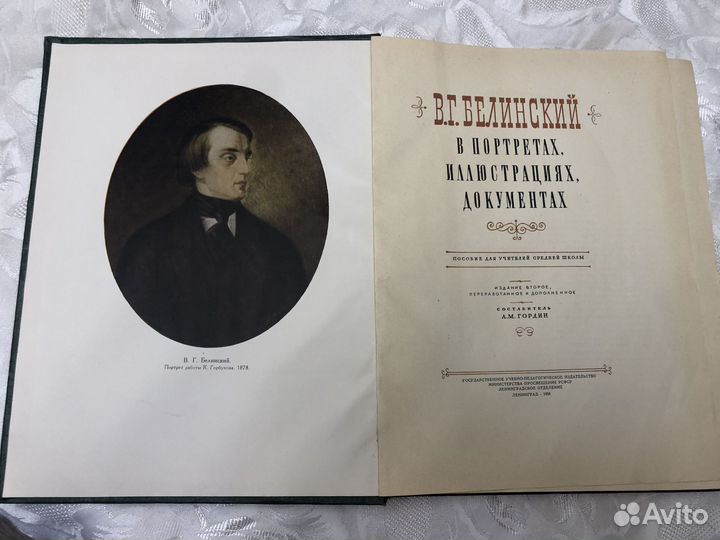 В. Г. Белинский.
Портрет работы К. Горбунова. 1878.
В.Г. БЕЛИНСКИЙ
В ПОРТРЕТАХ,
ИЛЛЮСТРАЦИЯХ,
ДОКУМЕНТАХ
ПОСОБИЕ ДЛЯ УЧИТЕЛЕЙ СРЕДНЕЙ ШКОЛЫ
ИЗДАНИЕ ВТОРОЕ,
ПЕРЕРАБОТАННОЕ И ДОПОЛНЕННОЕ
СОСТАВИТЕЛЬ
А.М. ГОРДИН
ГОСУДАРСТВЕННОЕ УЧЕБНО-ПЕДАГОГИЧЕСКОЕ ИЗДАТЕЛЬСТВО
МИНИСТЕРСТВА ПРОСВЕЩЕНИЯ РСФСР
ЛЕНИНГРАДСКОЕ ОТДЕЛЕНИЕ
ЛЕНИНГРАД ·
Avito